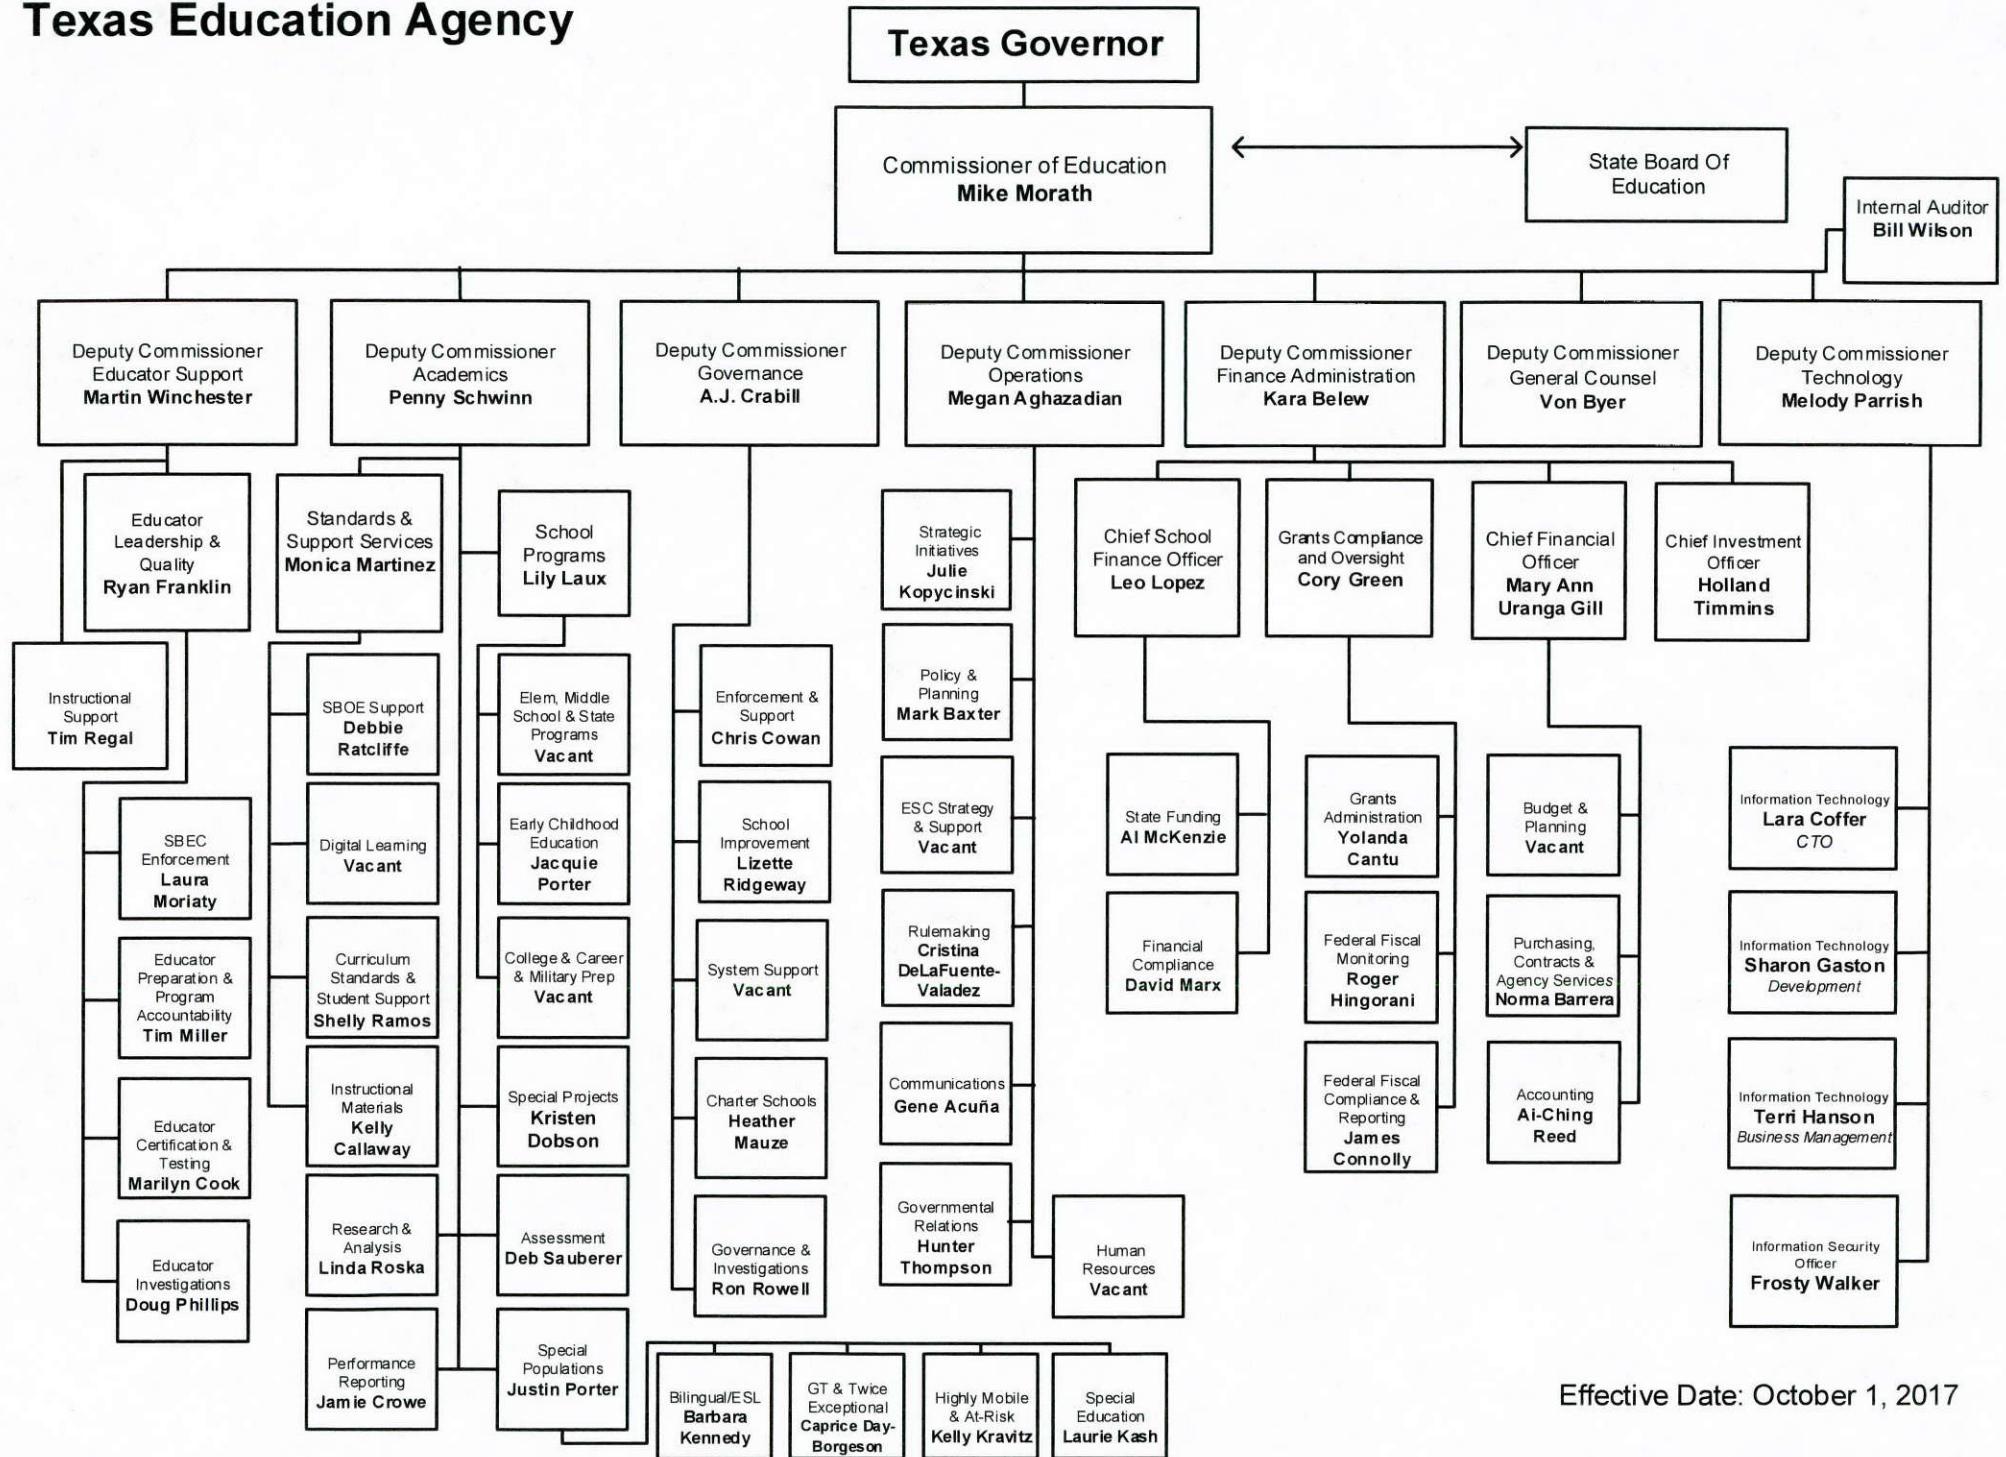 Texas Education Agency
Texas Governor
Commissioner of Education
Mike Morath
State Board Of
Education
Internal Auditor
Bill Wilson
Deputy Commissioner
Educator Support
Martin Winchester
Deputy Commissioner
Academics
Penny Schwinn
Deputy Commissioner
Governance
A.J. Crabill
Deputy Commissioner
Operations
Megan Aghazadian
Deputy Commissioner
Finance Administration
Kara Belew
Deputy Commissioner
General Counsel
Von Byer
Deputy Commissioner
Technology
Melody Parrish
Educator
Leadership &
Quality
Ryan Franklin
Instructional
Support
Tim Regal
SBEC
Enforcement
Laura
Moriaty
Educator
Preparation &
Program
Accountability
Tim Miller
Educator
Certification &
Testing
Marilyn Cook
Educator
Investigations
Doug Phillips
Standards &
Support Services
Monica Martinez
SBOE Support
Debbie
Ratcliffe
Digital Learning
Vacant
Curriculum
Standards &
Student Support
Shelly Ramos
Instructional
Materials
Kelly
Callaway
Research &
Analysis
Linda Roska
Performance
Reporting
Jamie Crowe
School
Programs
Lily Laux
Elem, Middle
School & State
Programs
Vacant
Early Childhood
Education
Jacquie
Porter
College & Career
& Military Prep
Vacant
Special Projects
Kristen
Dobson
Assessment
Deb Sauberer
Special
Populations
Justin Porter
Bilingual/ESL
Barbara
Kennedy
GT & Twice
Exceptional
Caprice Day-
Borgeson
Highly Mobile
& At-Risk
Kelly Kravitz
Special
Education
Laurie Kash
Enforcement &
Support
Chris Cowan
School
Improvement
Lizette
Ridgeway
System Support
Vacant
Charter Schools
Heather
Mauze
Governance &
Investigations
Ron Rowell
Strategic
Initiatives
Julie
Kopycinski
Policy &
Planning
Mark Baxter
ESC Strategy
& Support
Vacant
Rulemaking
Cristina
DeLaFuente-
Valadez
Communications
Gene Acuña
Governmental
Relations
Hunter
Thompson
Human
Resources
Vacant
Chief School
Finance Officer
Leo Lopez
State Funding
Al McKenzie
Financial
Compliance
David Marx
Grants Compliance
and Oversight
Cory Green
Grants
Administration
Yolanda
Cantu
Federal Fiscal
Monitoring
Roger
Hingorani
Federal Fiscal
Compliance &
Reporting
James
Connolly
Chief Financial
Officer
Mary Ann
Uranga Gill
Budget &
Planning
Vacant
Purchasing,
Contracts &
Agency Services
Norma Barrera
Accounting
Ai-Ching
Reed
Chief Investment
Officer
Holland
Timmins
Information Technology
Lara Coffer
CTO
Information Technology
Sharon Gaston
Development
Information Technology
Terri Hanson
Business Management
Information Security
Officer
Frosty Walker
Effective Date: October 1, 2017